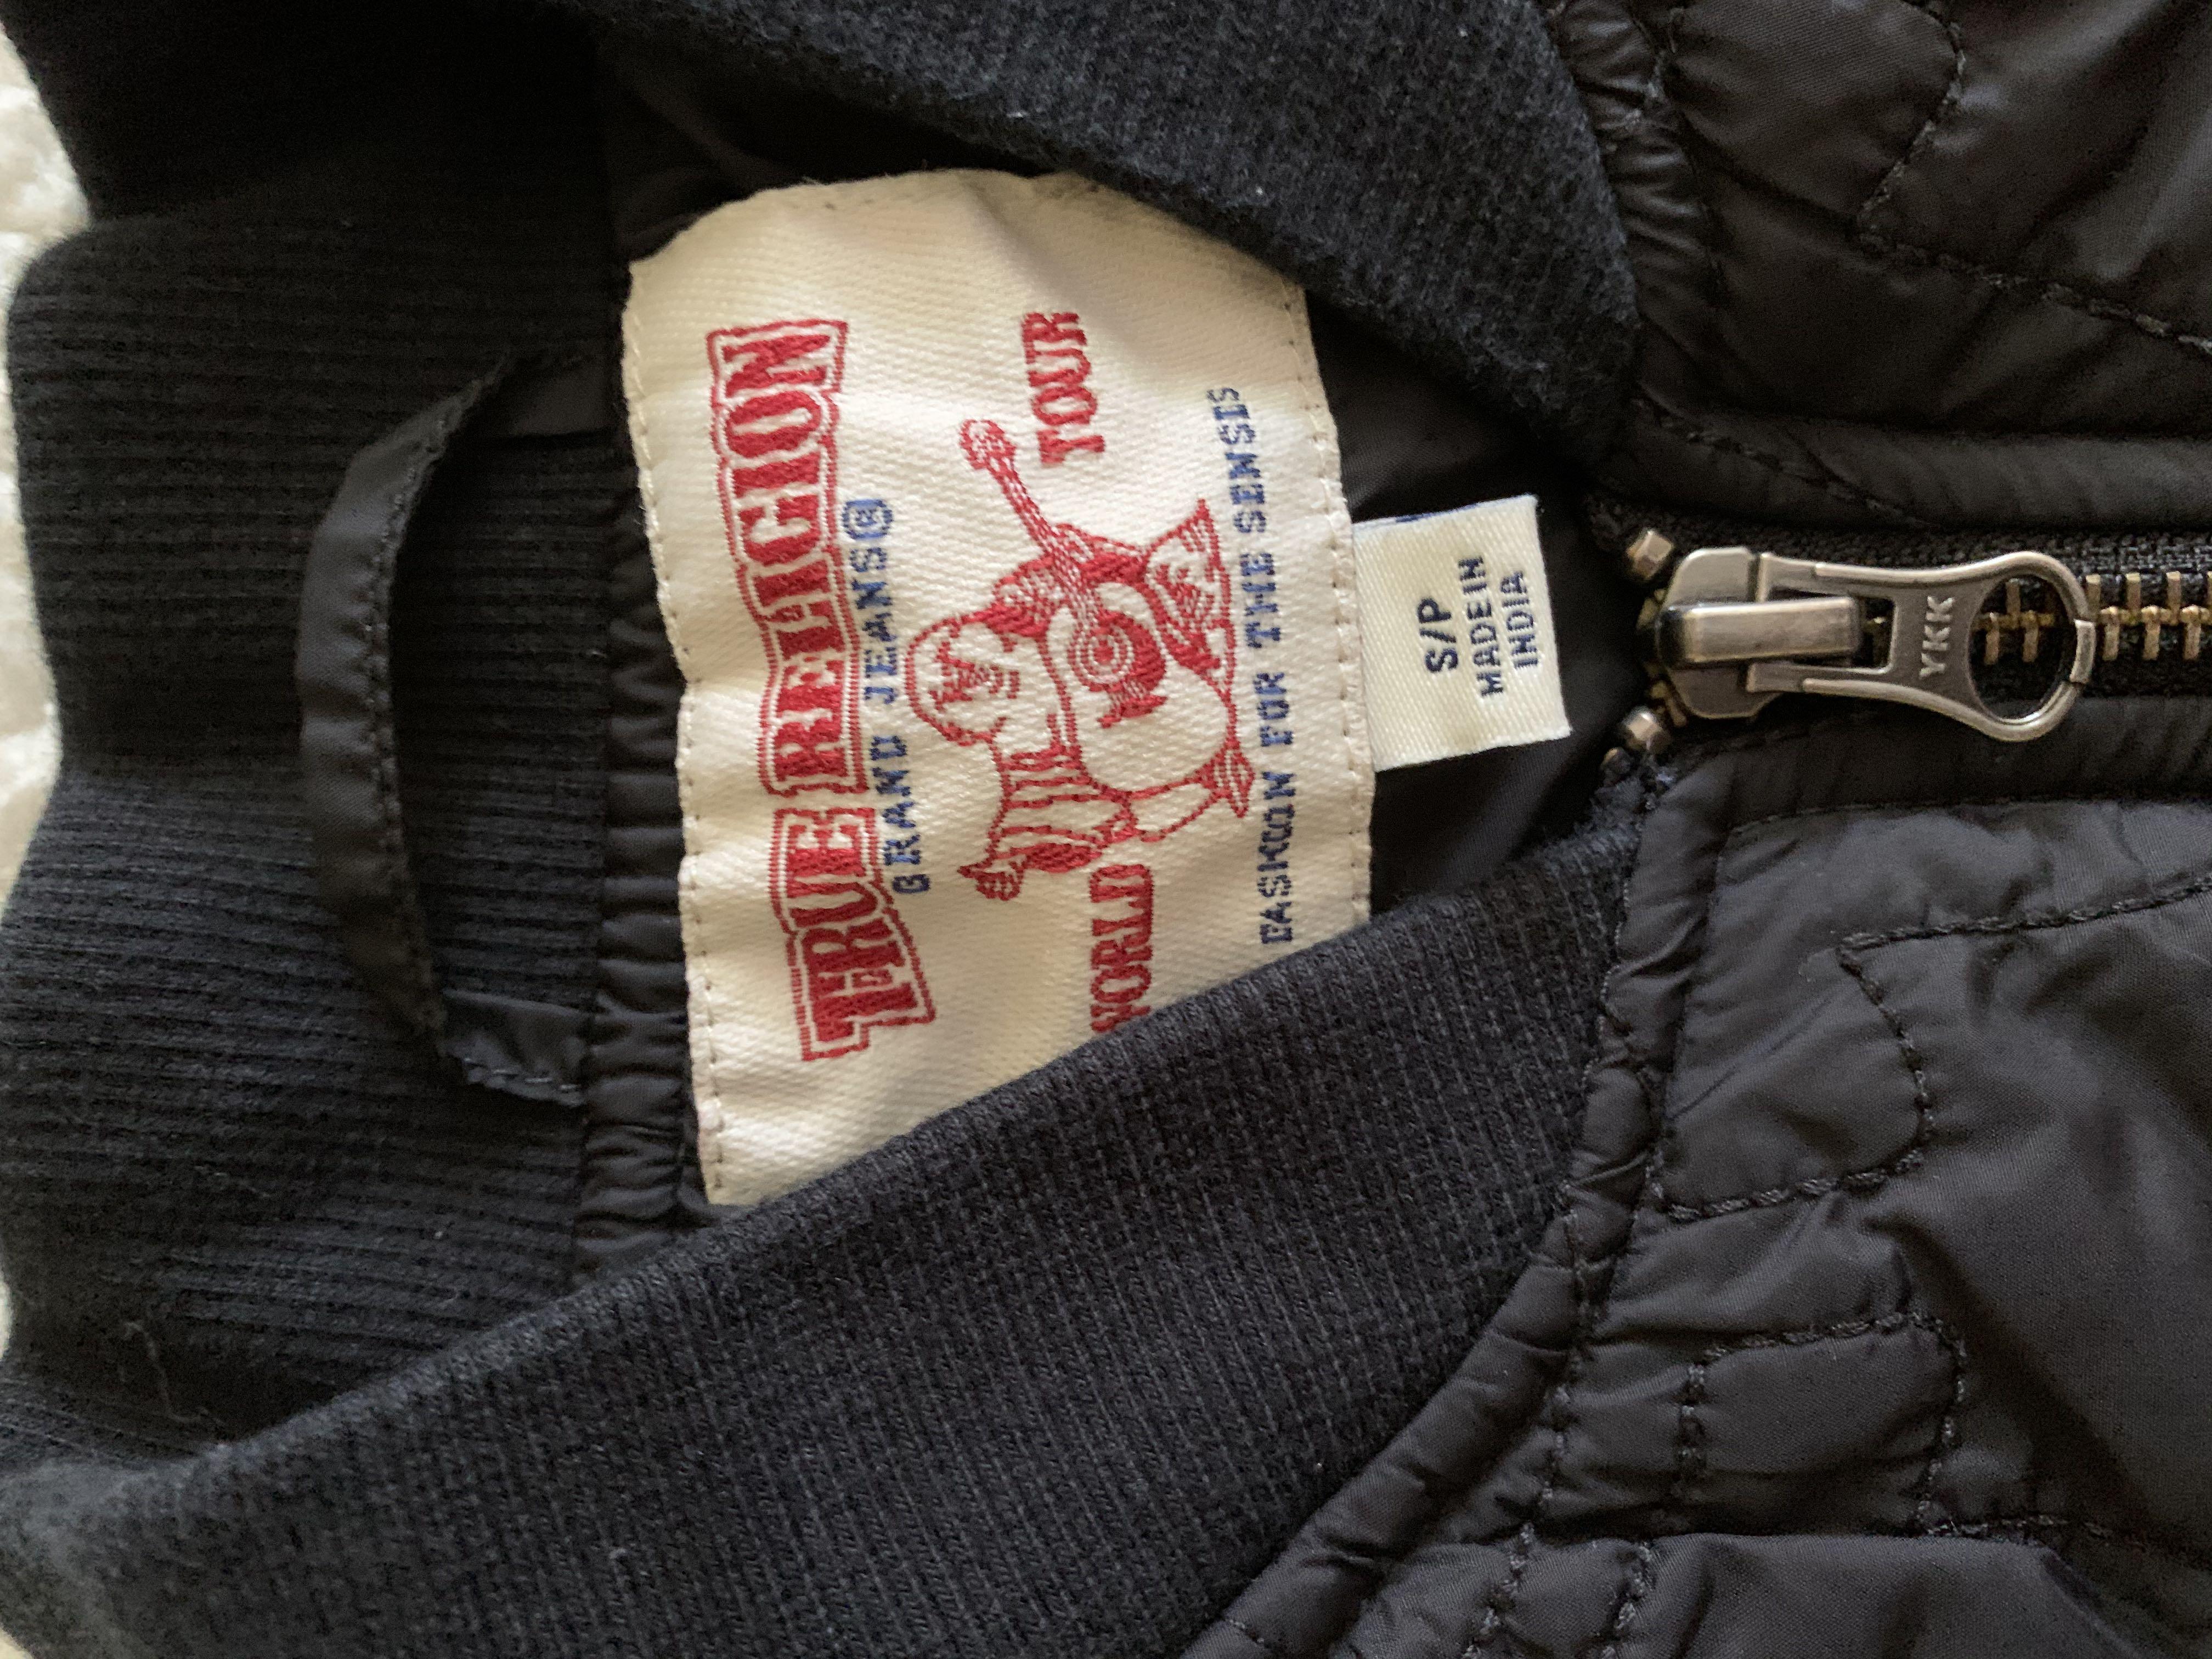 TRUE RELIGION
BRAND JEANS®
WORLD TOUR
FASHION FOR THE SENSES
S/P
MADE IN
INDIA
YKK